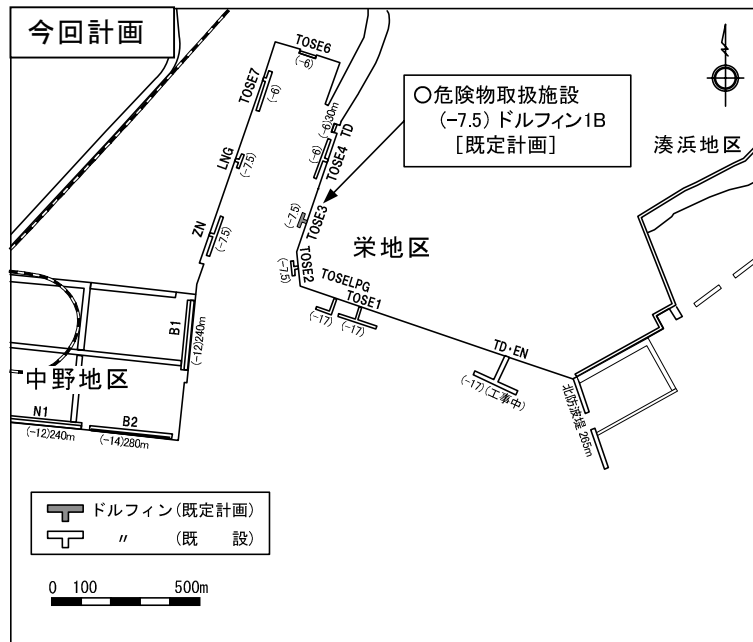 今回計画
TOSE6
(-6)
TOSE7
(-6)
(-6)30m
TD
○危険物取扱施設
(-7.5) ドルフィン1B
[既定計画]
湊浜地区
LNG
(-7.5)
(-6)
TOSE4
ZN
(-7.5)
(-7.5)
TOSE3
栄地区
(-7.5)
TOSE2
TOSELPG
TOSE1
(-17)
(-17)
B1
(-12)240m
TD・EN
(-17)(工事中)
北防波堤 265m
中野地区
N1
(-12)240m
B2
(-14)280m
ドルフィン(既定計画)
〃 (既 設)
0 100 500m